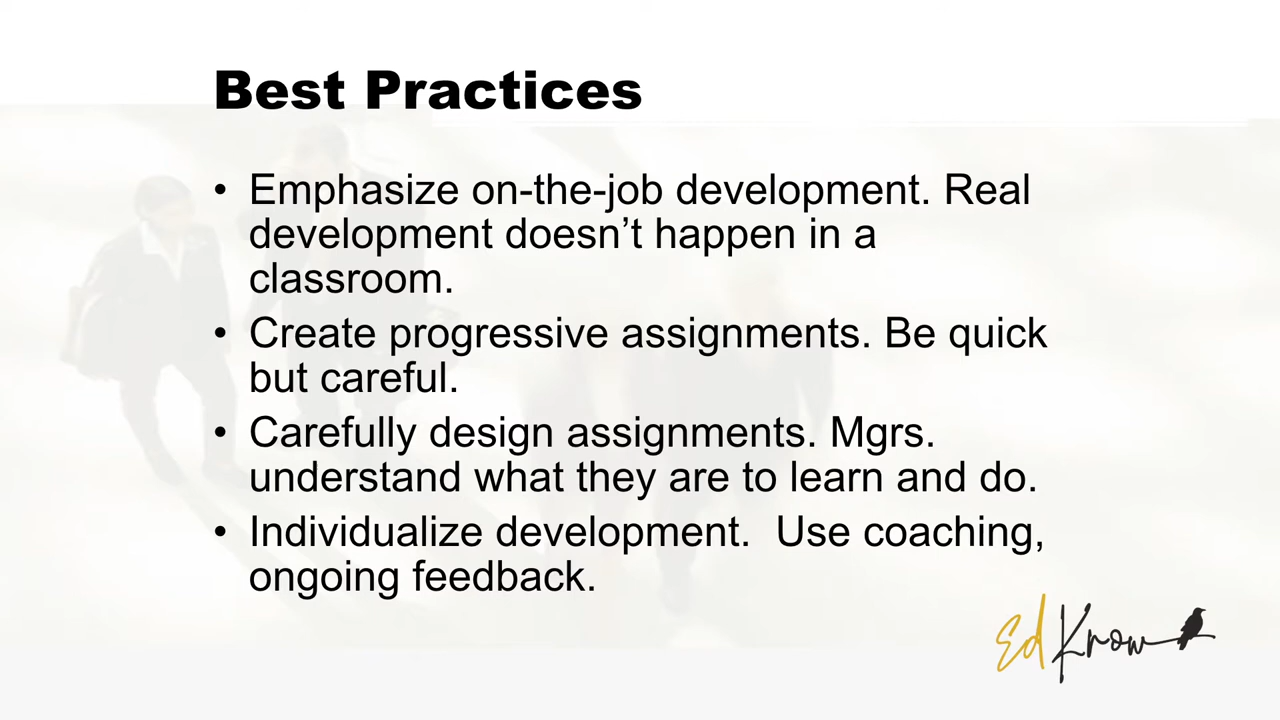 Best Practices
• Emphasize on-the-job development. Real
development doesn’t happen in a
classroom.
• Create progressive assignments. Be quick
but careful.
• Carefully design assignments. Mgrs.
understand what they are to learn and do.
• Individualize development.  Use coaching,
ongoing feedback.
Ed Know